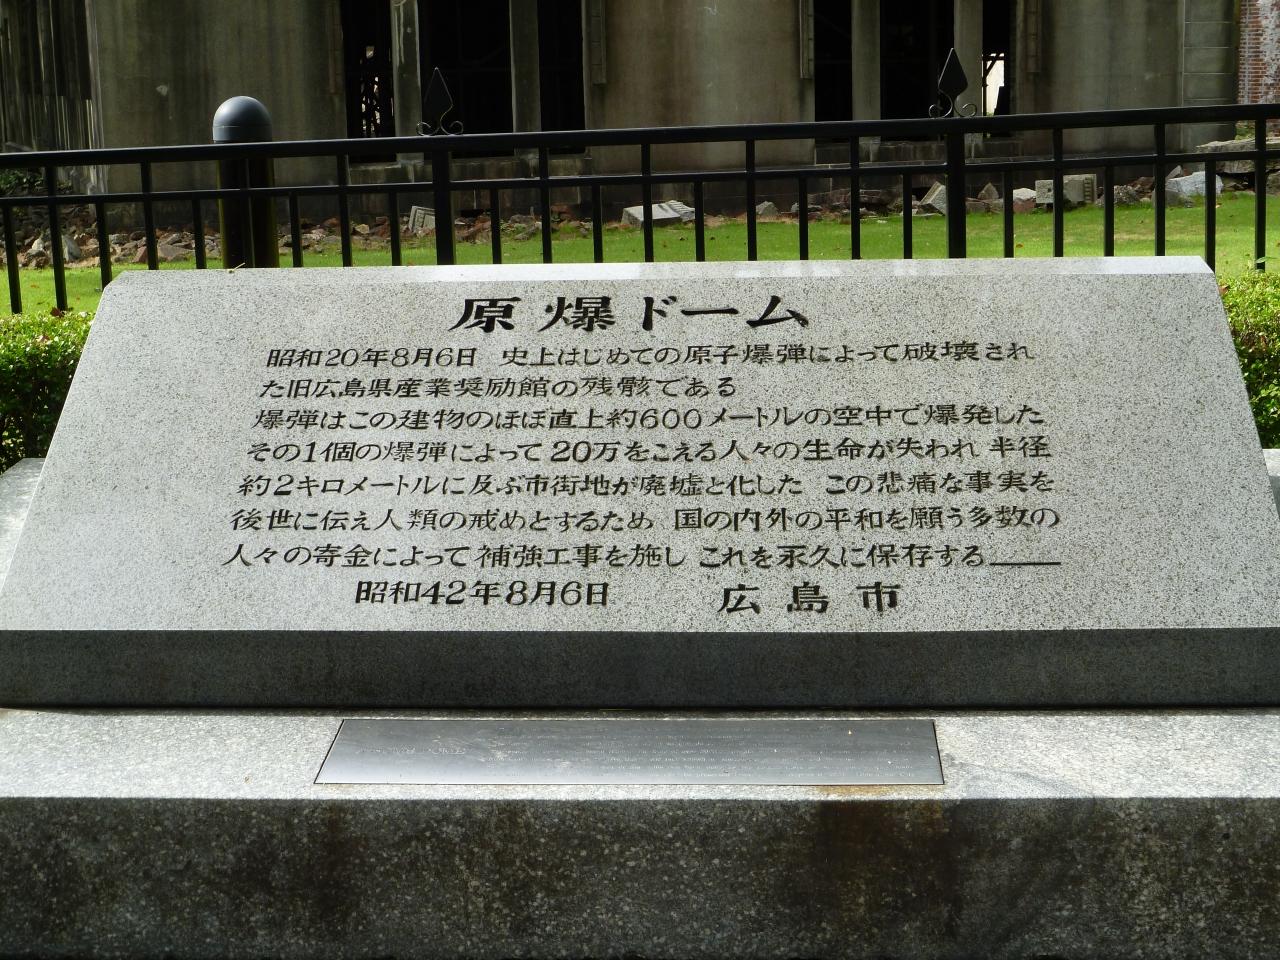 原爆ドーム
昭和20年8月6日 史上はじめての原子爆弾によって破壊され
た旧広島県産業奨励館の残骸である
爆弾はこの建物のほぼ直上約600メートルの空中で爆発した
その1個の爆弾によって20万をこえる人々の生命が失われ 半径
約2キロメートルに及ぶ市街地が廃墟と化した この悲痛な事実を
後世に伝え人類の戒めとするため 国の内外の平和を願う多数の
人々の寄金によって補強工事を施し これを永久に保存する
昭和42年8月6日 広島市